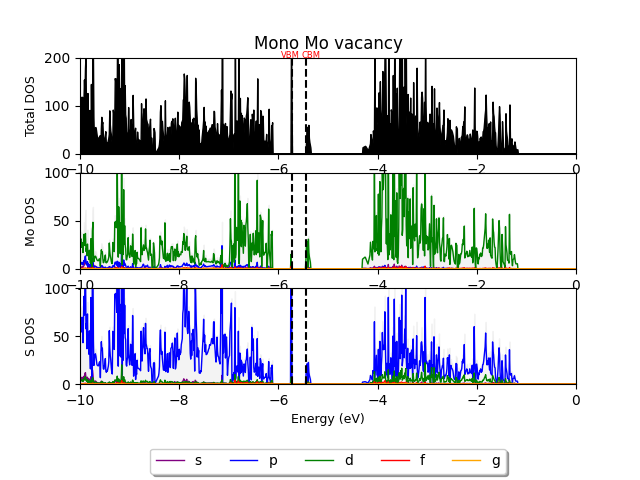 Mono Mo vacancy
VBM CBM
Total DOS
200
100
0
−10 −8 −6 −4 −2 0
Mo DOS
100
50
0
−10 −8 −6 −4 −2 0
S DOS
100
50
0
−10 −8 −6 −4 −2 0
Energy (eV)
s p d f g